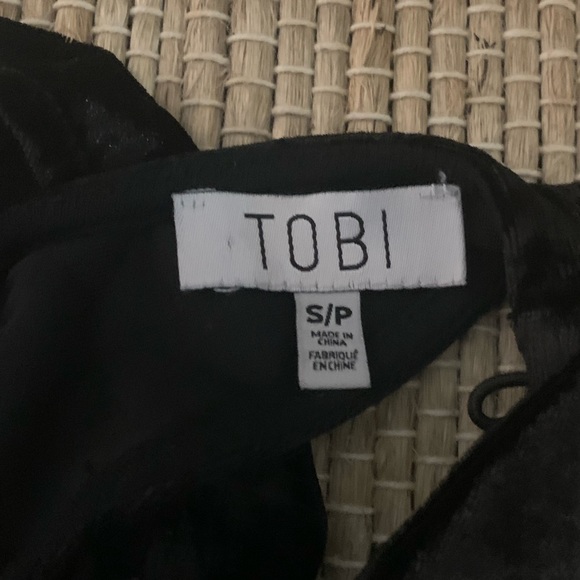 TOBI
S/P
MADE IN
CHINA
FABRIQUÉ
EN CHINE